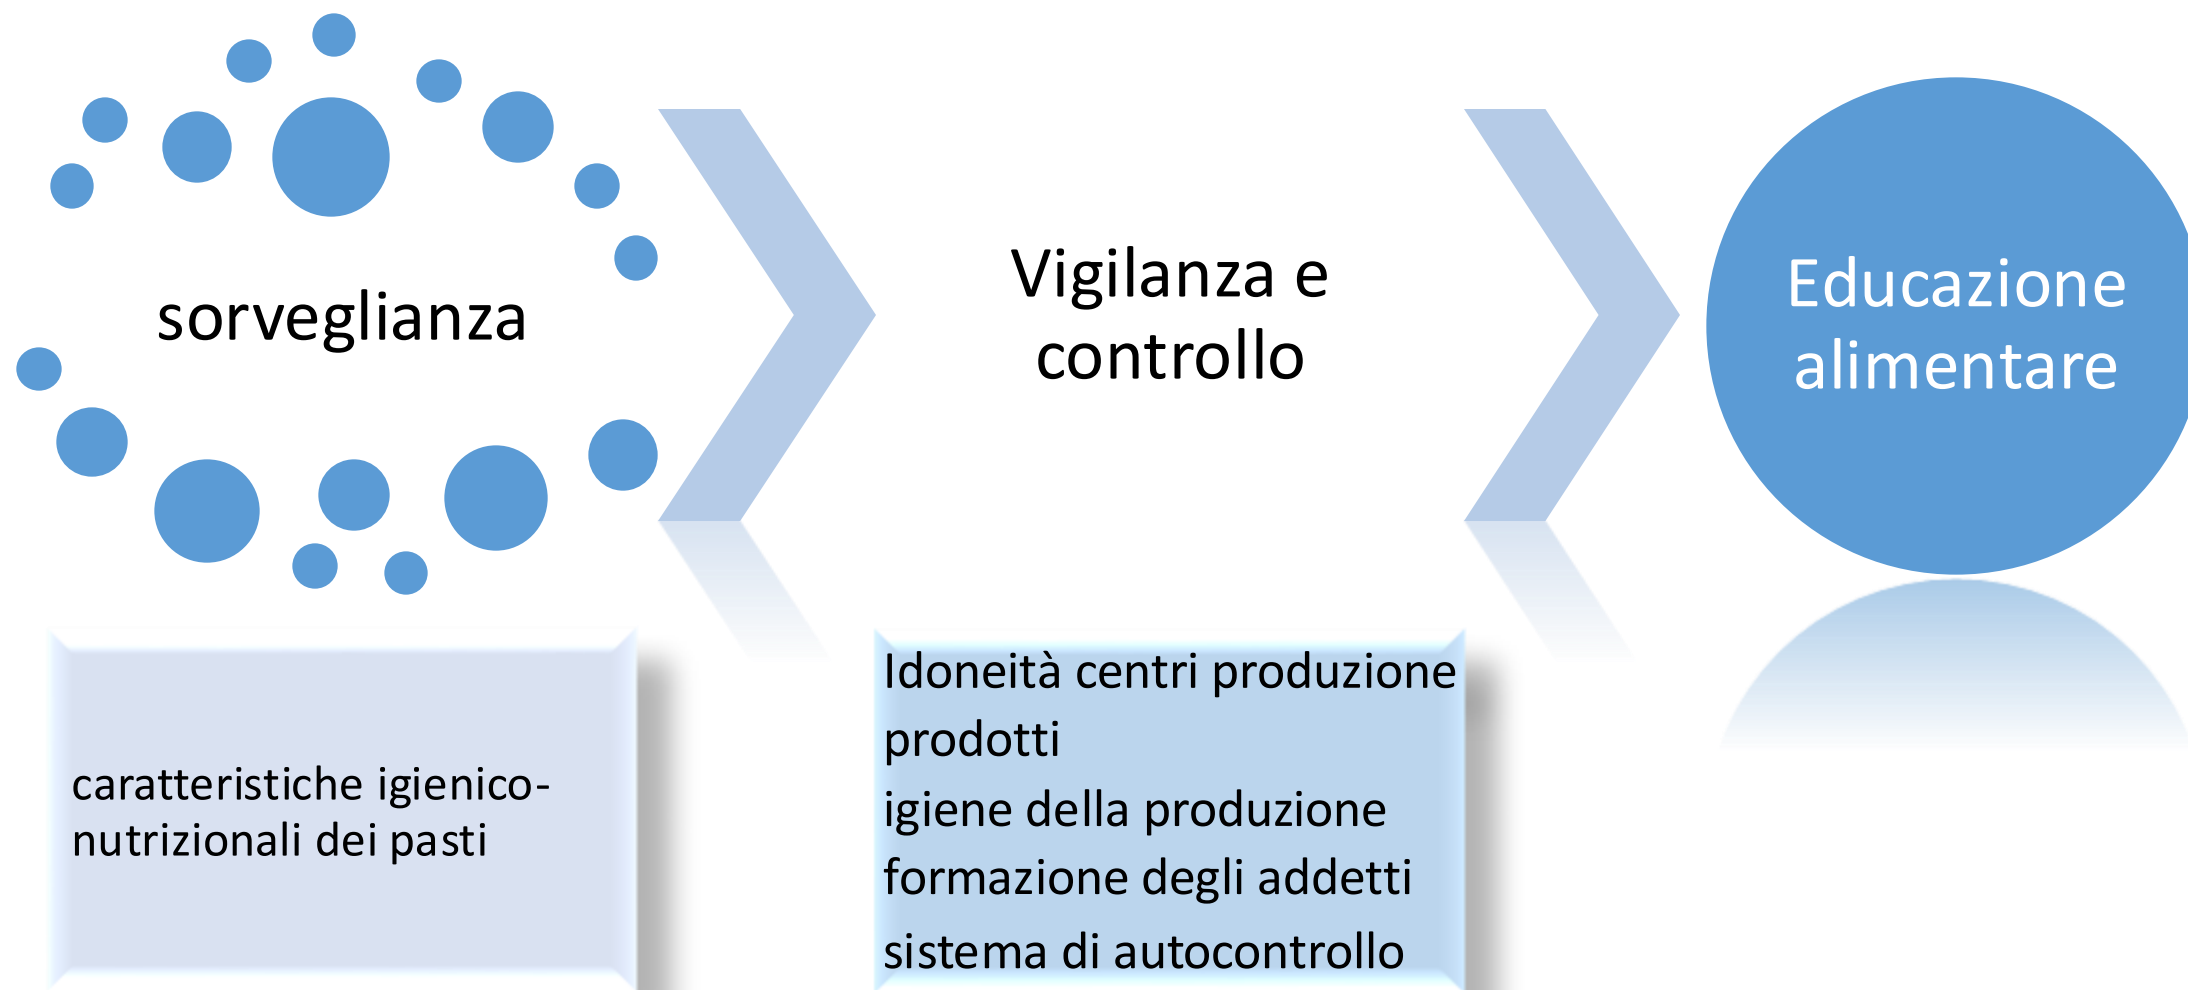 sorveglianza
Vigilanza e
controllo
Educazione
alimentare
caratteristiche igienico-
nutrizionali dei pasti
Idoneità centri produzione
prodotti
igiene della produzione
formazione degli addetti
sistema di autocontrollo